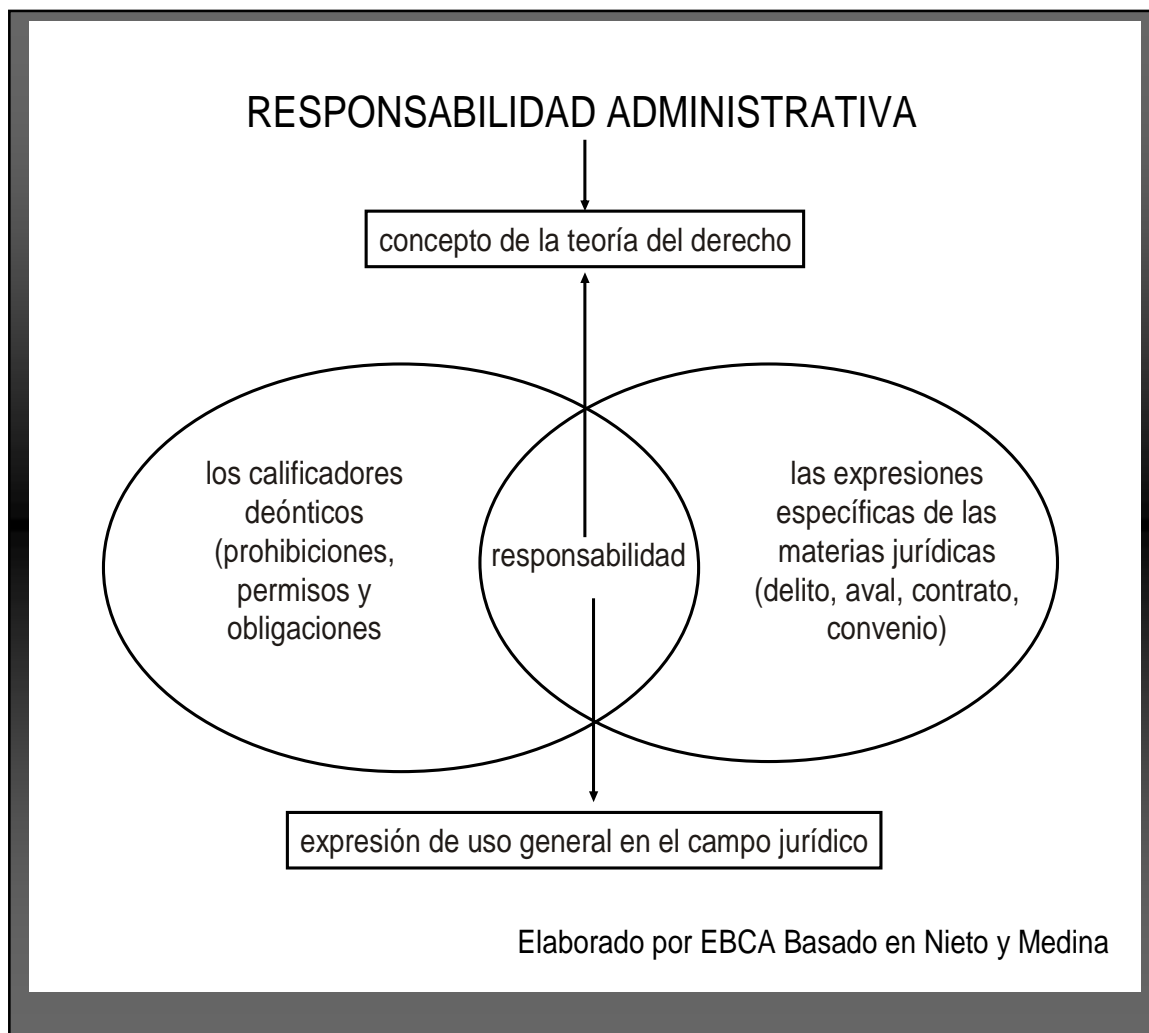 RESPONSABILIDAD ADMINISTRATIVA
concepto de la teoría del derecho
los calificadores
deónticos
(prohibiciones,
permisos y
obligaciones
responsabilidad
las expresiones
específicas de las
materias jurídicas
(delito, aval, contrato,
convenio)
expresión de uso general en el campo jurídico
Elaborado por EBCA Basado en Nieto y Medina